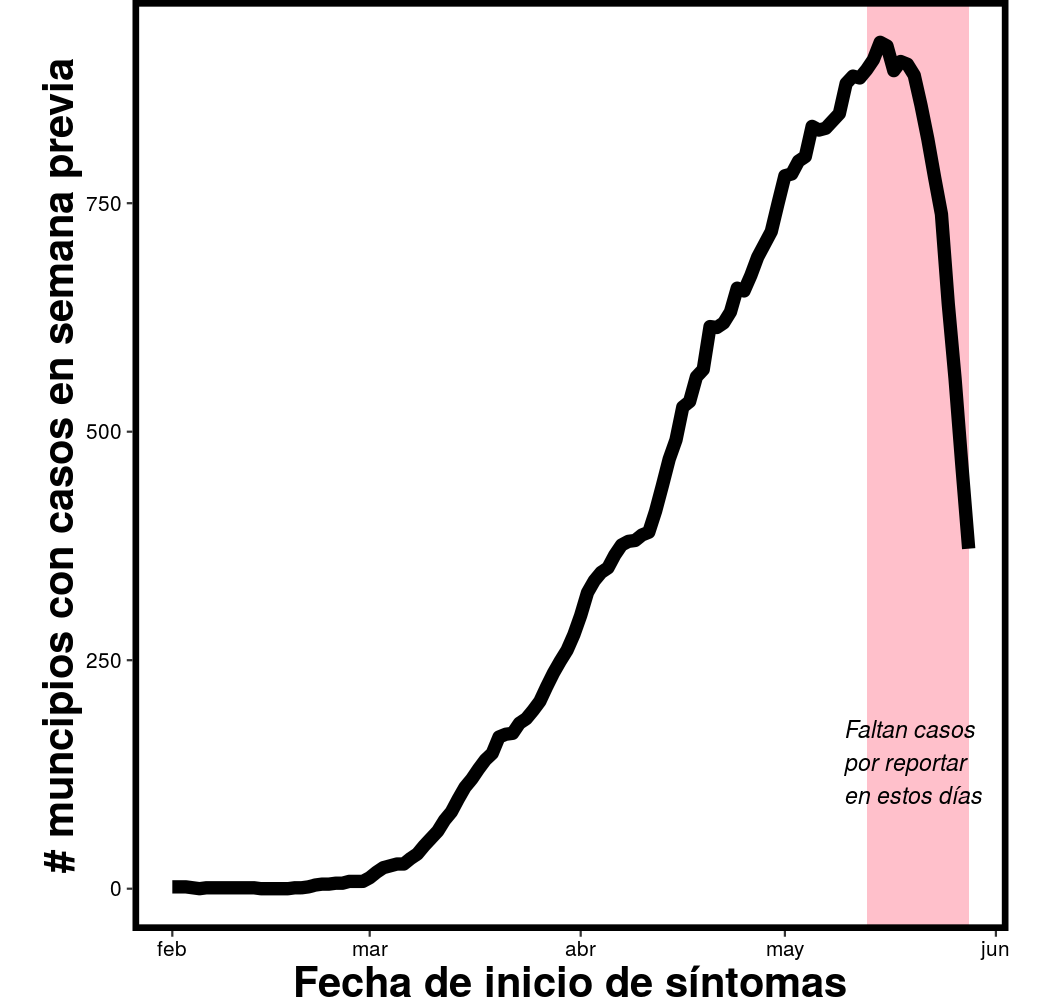 # muncipios con casos en semana previa
750
500
250
0
Faltan casos
por reportar
en estos días
feb mar abr may jun
Fecha de inicio de síntomas